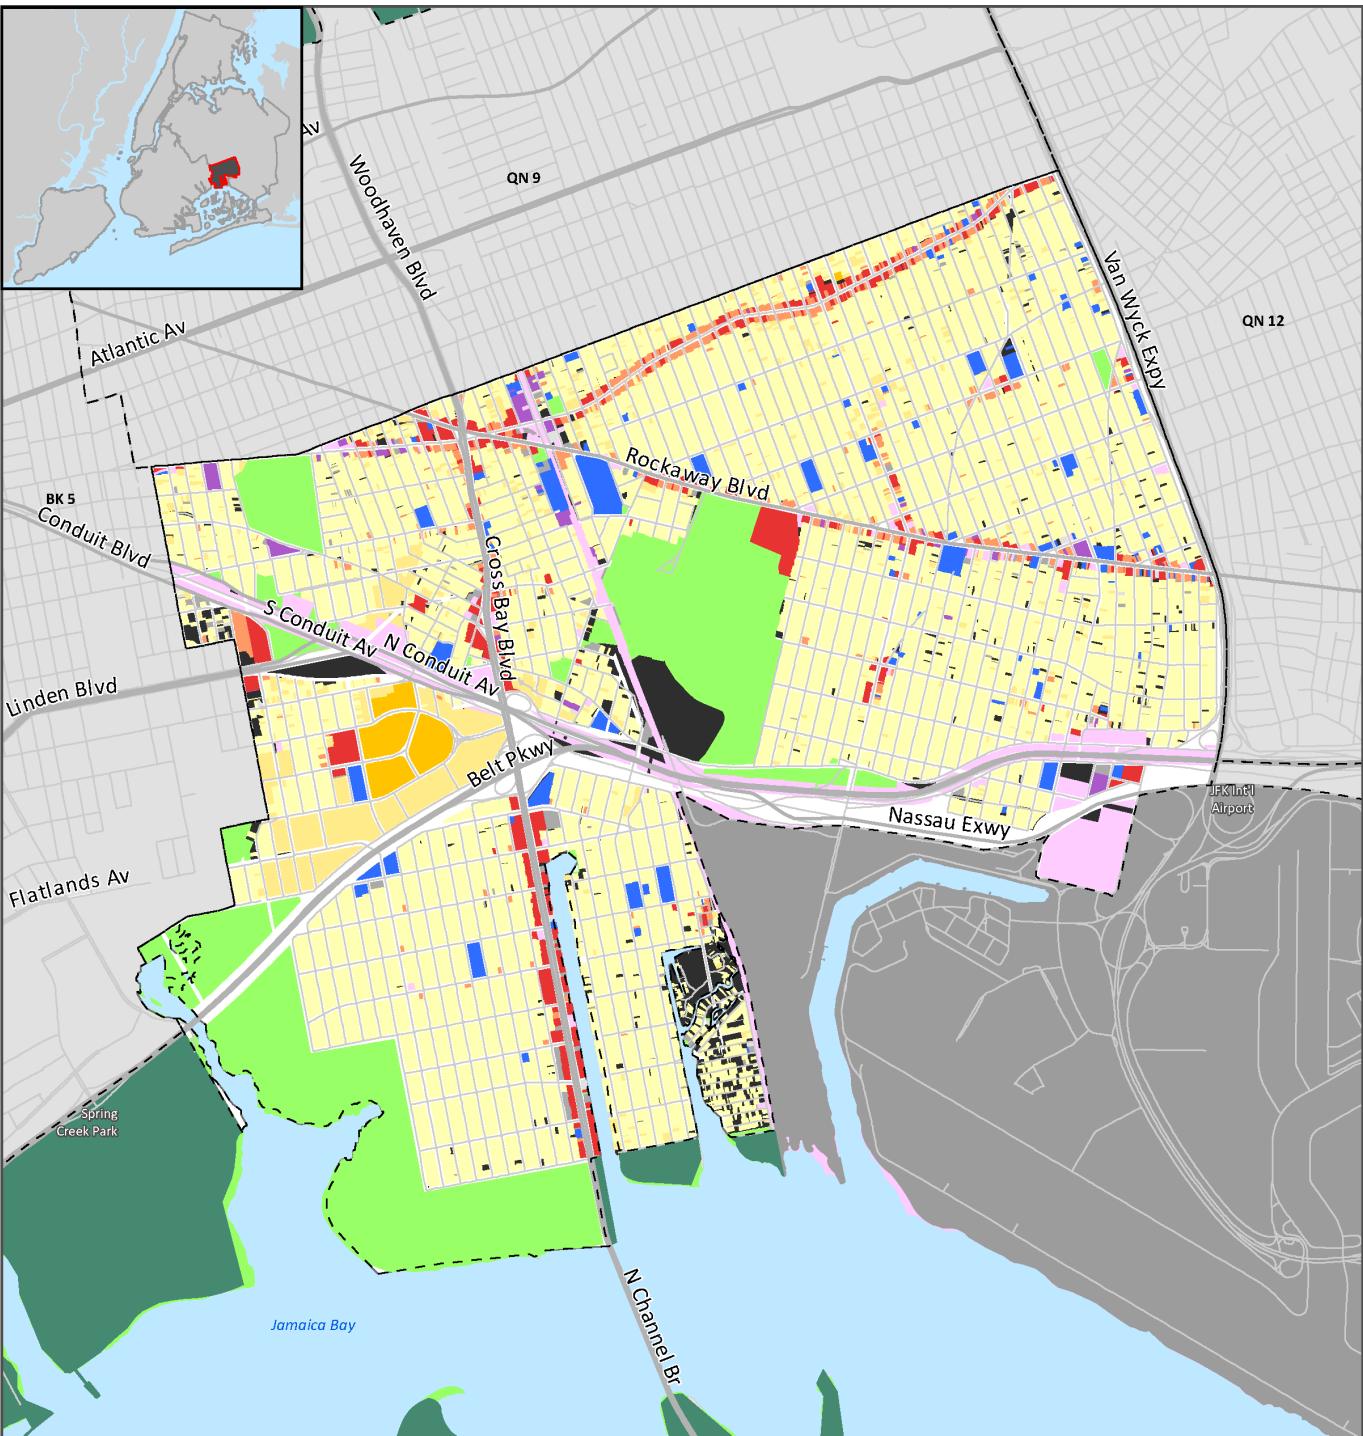 Av
Woodhaven Blvd
QN 9
Van Wyck Expy
QN 12
Atlantic Av
Rockaway Blvd
BK 5
Conduit Blvd
Cross Bay Blvd
S Conduit Av
N Conduit Av
Linden Blvd
Belt Pkwy
JFK Int'l
Airport
Nassau Exwy
Flatlands Av
Spring
Creek Park
N Channel Br
Jamaica Bay